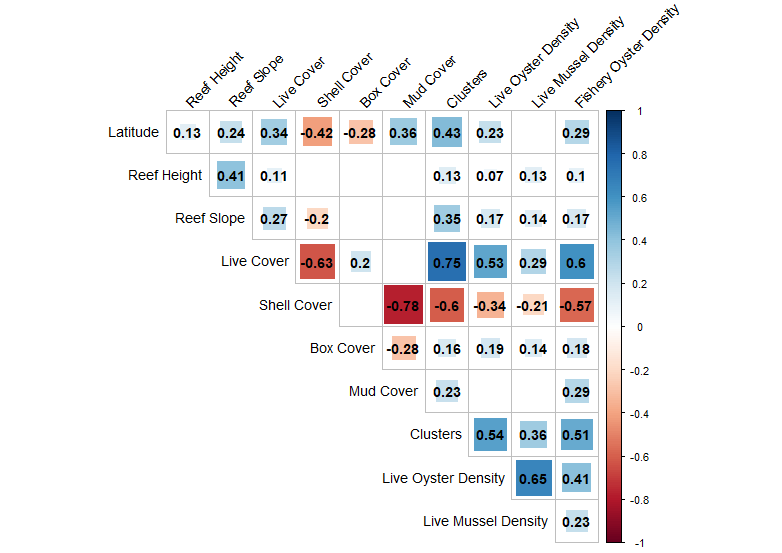 Reef Height
Reef Slope
Live Cover
Shell Cover
Box Cover
Mud Cover
Clusters
Live Oyster Density
Live Mussel Density
Fishery Oyster Density
Latitude 0.13 0.24 0.34 -0.42 -0.28 0.36 0.43 0.23 0.29
Reef Height 0.41 0.11 0.13 0.07 0.13 0.1
Reef Slope 0.27 -0.2 0.35 0.17 0.14 0.17
Live Cover -0.63 0.2 0.75 0.53 0.29 0.6
Shell Cover -0.78 -0.6 -0.34 -0.21 -0.57
Box Cover -0.28 0.16 0.19 0.14 0.18
Mud Cover 0.23 0.29
Clusters 0.54 0.36 0.51
Live Oyster Density 0.65 0.41
Live Mussel Density 0.23
1
0.8
0.6
0.4
0.2
0
-0.2
-0.4
-0.6
-0.8
-1